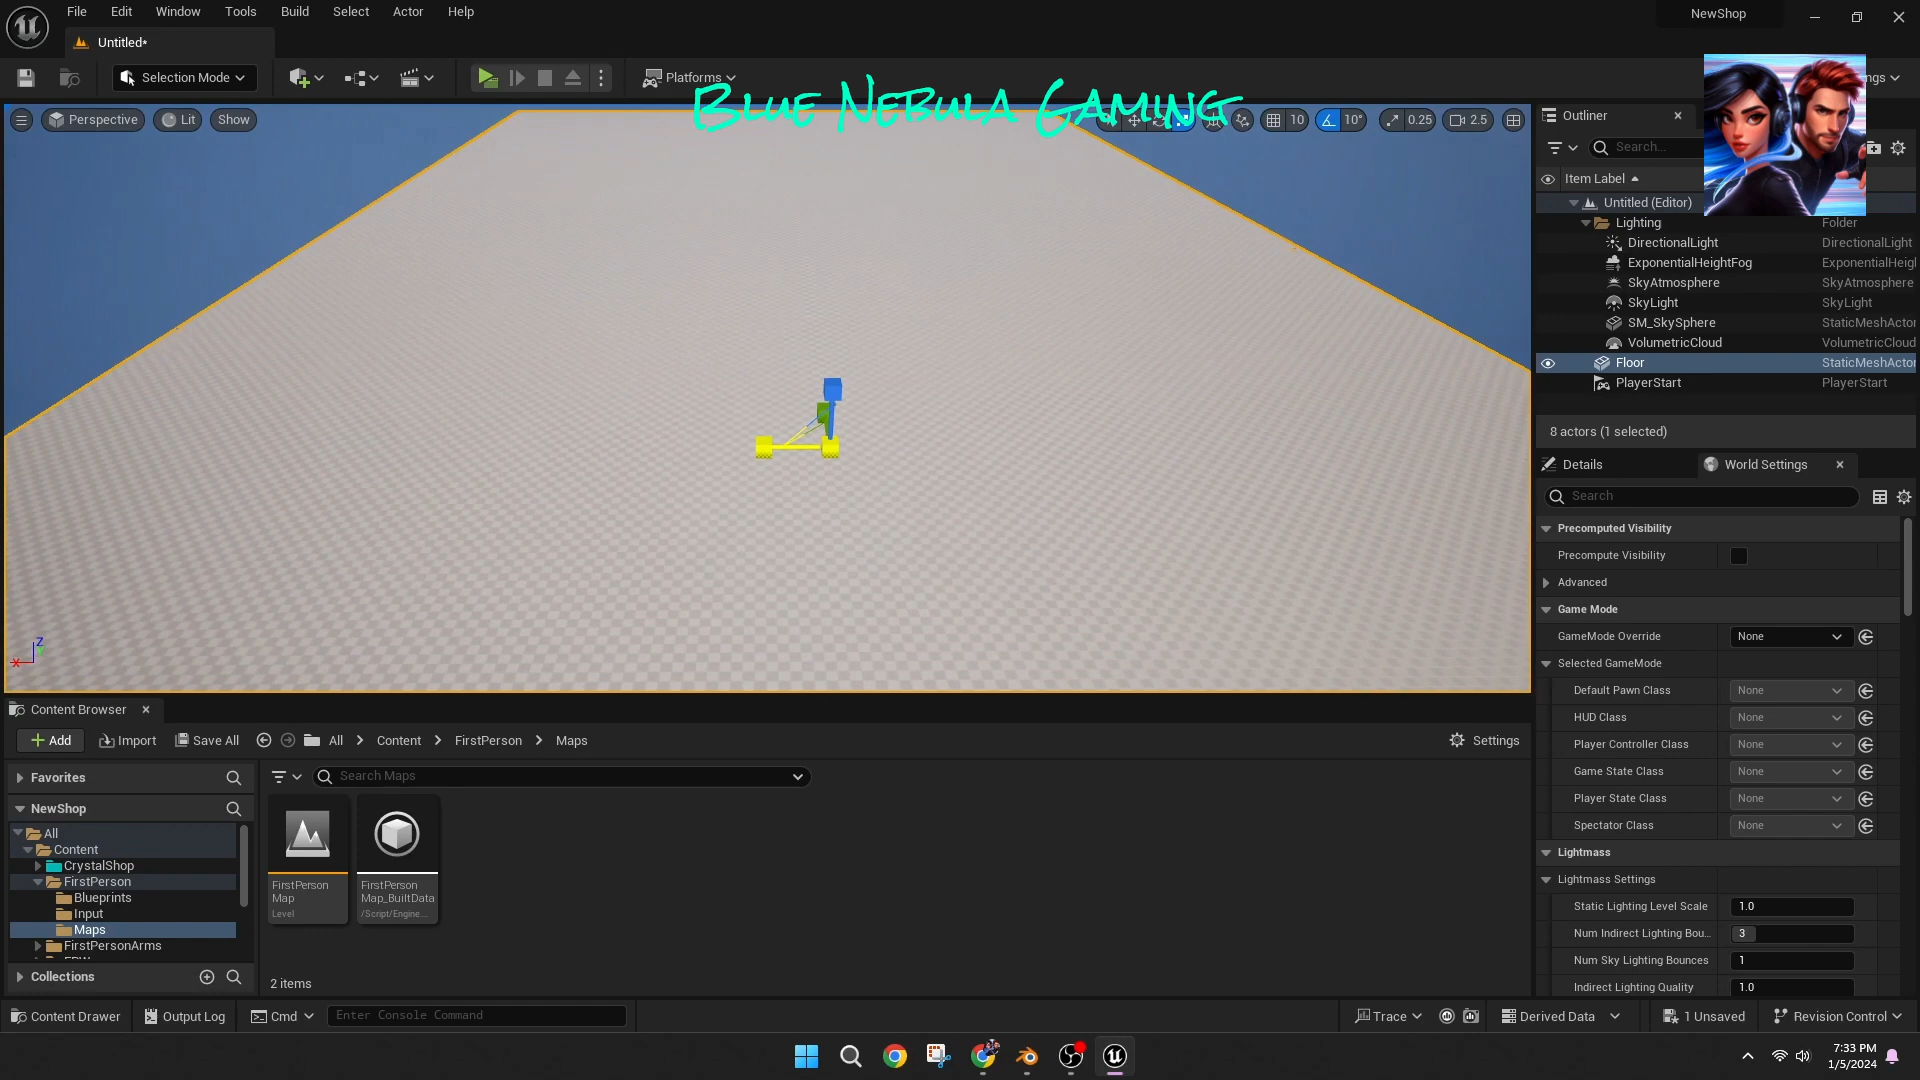 File Edit Window Tools Build Select Actor Help
NewShop
Untitled*
Selection Mode
Platforms
ngs
Blue Nebula Gaming
Perspective
Lit
Show
10
10°
0.25
2.5
Outliner
Search...
Item Label
Untitled (Editor)
Lighting Folder
DirectionalLight DirectionalLight
ExponentialHeightFog ExponentialHeigl
SkyAtmosphere SkyAtmosphere
SkyLight SkyLight
SM_SkySphere StaticMeshActor
VolumetricCloud VolumetricCloud
Floor StaticMeshActor
PlayerStart PlayerStart
8 actors (1 selected)
Details
World Settings
Search
Precomputed Visibility
Precompute Visibility
Advanced
Game Mode
GameMode Override None
Selected GameMode
Default Pawn Class None
HUD Class None
Player Controller Class None
Game State Class None
Player State Class None
Spectator Class None
Lightmass
Lightmass Settings
Static Lighting Level Scale 1.0
Num Indirect Lighting Bou... 3
Num Sky Lighting Bounces 1
Indirect Lighting Quality 1.0
Z
X
Content Browser
Add
Import
Save All
All > Content > FirstPerson > Maps
Settings
Favorites
NewShop
All
Content
CrystalShop
FirstPerson
Blueprints
Input
Maps
FirstPersonArms
Collections
Search Maps
FirstPerson
Map
Level
FirstPerson
Map_BuiltData
/Script/Engine...
2 items
Content Drawer
Output Log
Cmd
Enter Console Command
Trace
Derived Data
1 Unsaved
Revision Control
7:33 PM
1/5/2024